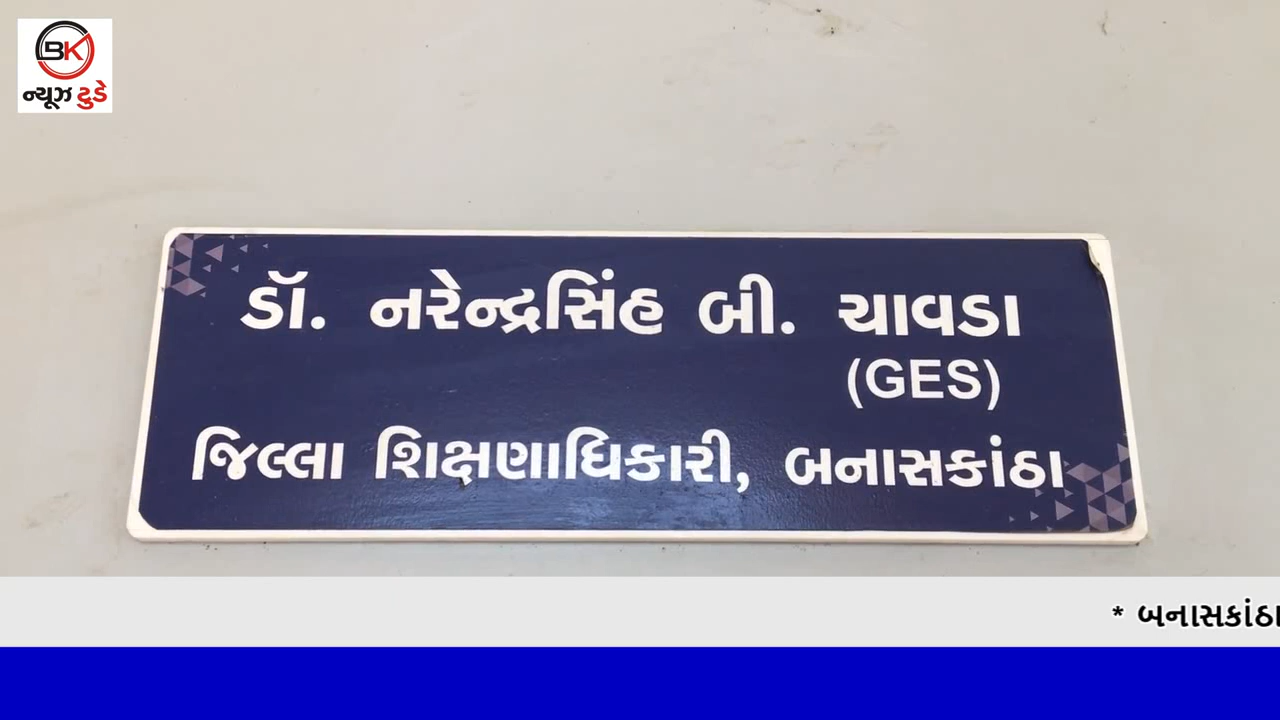 BK
ન્યૂઝ ટુડે
ડૉ. નરેન્દ્રસિંહ બી. ચાવડા
(GES)
જિલ્લા શિક્ષણાધિકારી, બનાસકાંઠા
* બનાસકાંઠા